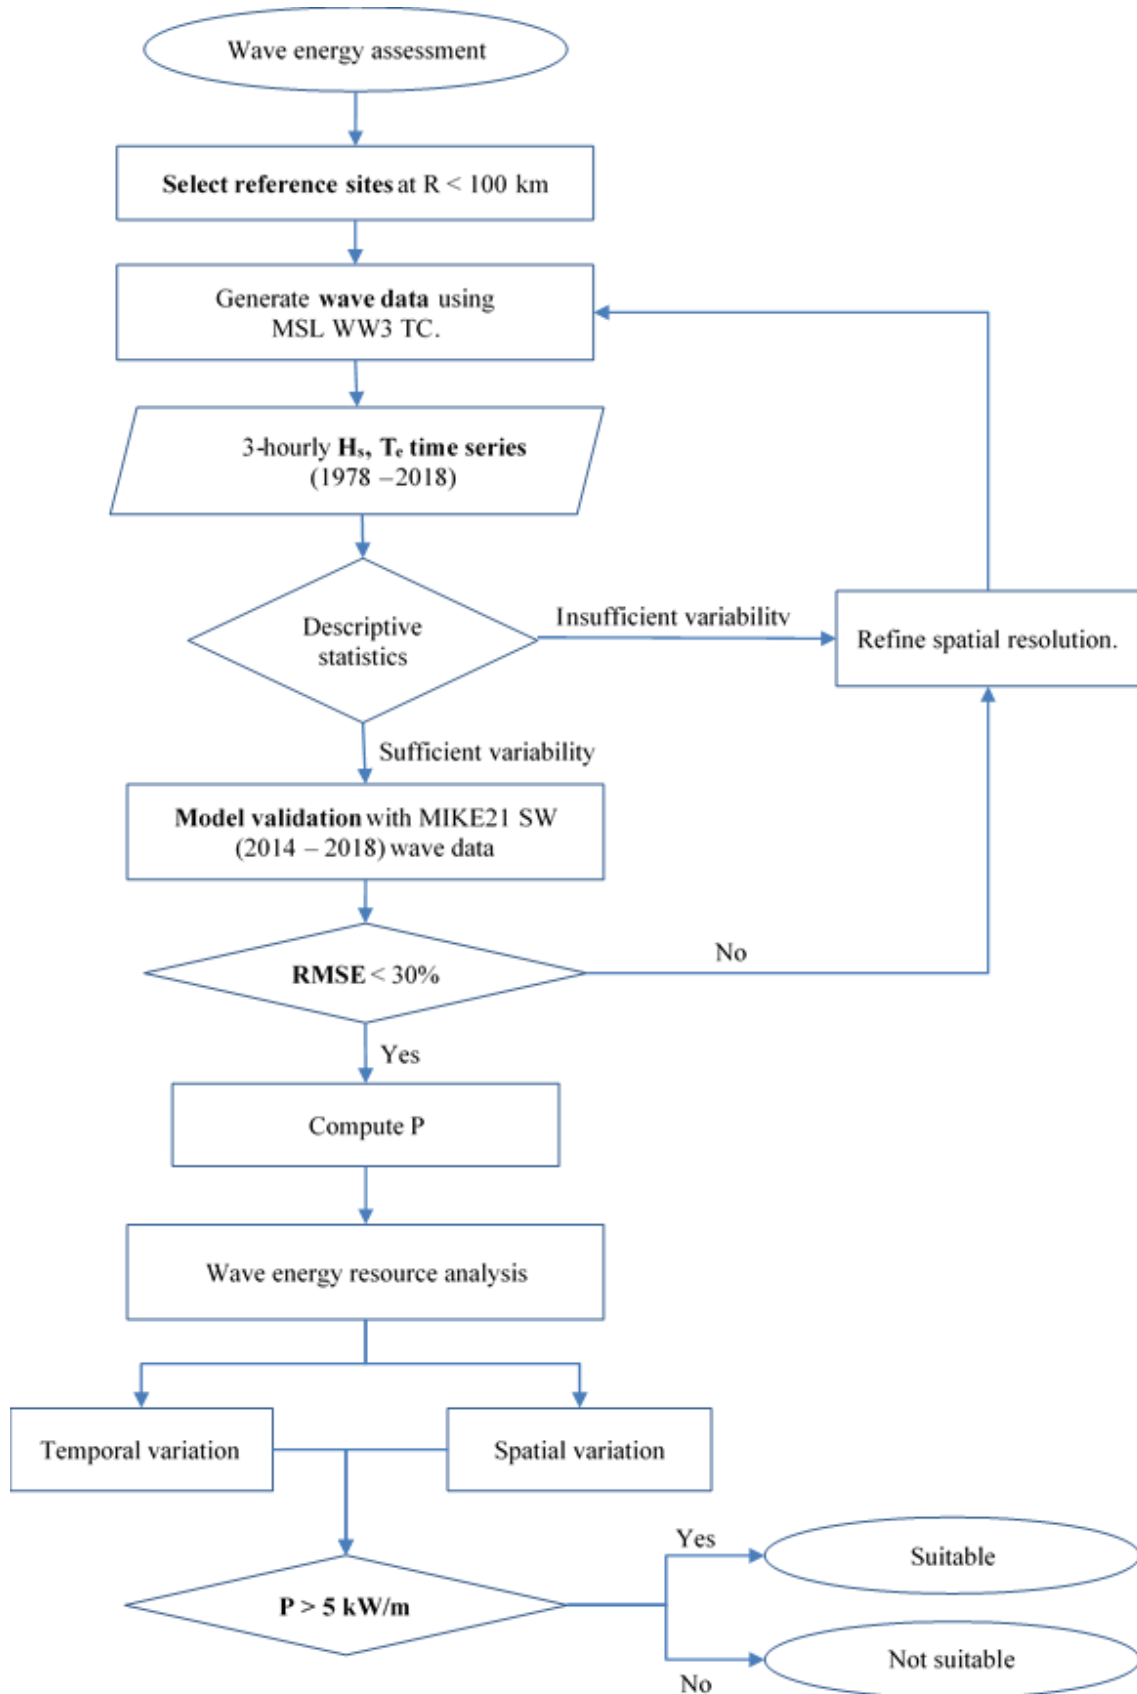 Wave energy assessment
Select reference sites at R < 100 km
Generate wave data using
MSL WW3 TC.
3-hourly Hₛ, Tₑ time series
(1978 –2018)
Descriptive
statistics
Insufficient variability
Refine spatial resolution.
Sufficient variability
Model validation with MIKE21 SW
(2014 – 2018) wave data
RMSE < 30%
No
Yes
Compute P
Wave energy resource analysis
Temporal variation
Spatial variation
P > 5 kW/m
Yes
Suitable
No
Not suitable